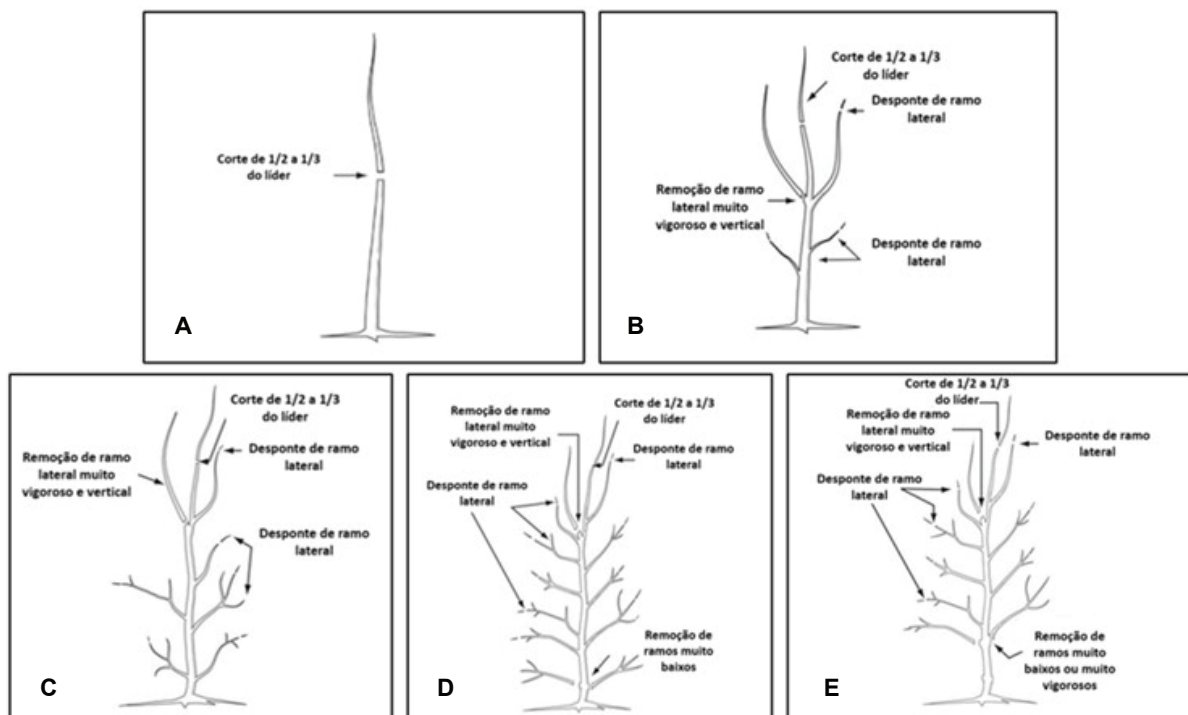 Corte de 1/2 a 1/3
do líder
A
Corte de 1/2 a 1/3
do líder
Desponte de ramo
lateral
Remoção de ramo
lateral muito
vigoroso e vertical
Desponte de ramo
lateral
B
Corte de 1/2 a 1/3
do líder
Remoção de ramo
lateral muito
vigoroso e vertical
Desponte de ramo
lateral
Desponte de ramo
lateral
C
Remoção de ramo
lateral muito
vigoroso e vertical
Corte de 1/2 a 1/3
do líder
Desponte de ramo
lateral
Desponte de ramo
lateral
Remoção de
ramos muito
baixos
D
Corte de 1/2 a 1/3
do líder
Remoção de ramo
lateral muito
vigoroso e vertical
Desponte de ramo
lateral
Desponte de ramo
lateral
Remoção de
ramos muito
baixos ou muito
vigorosos
E